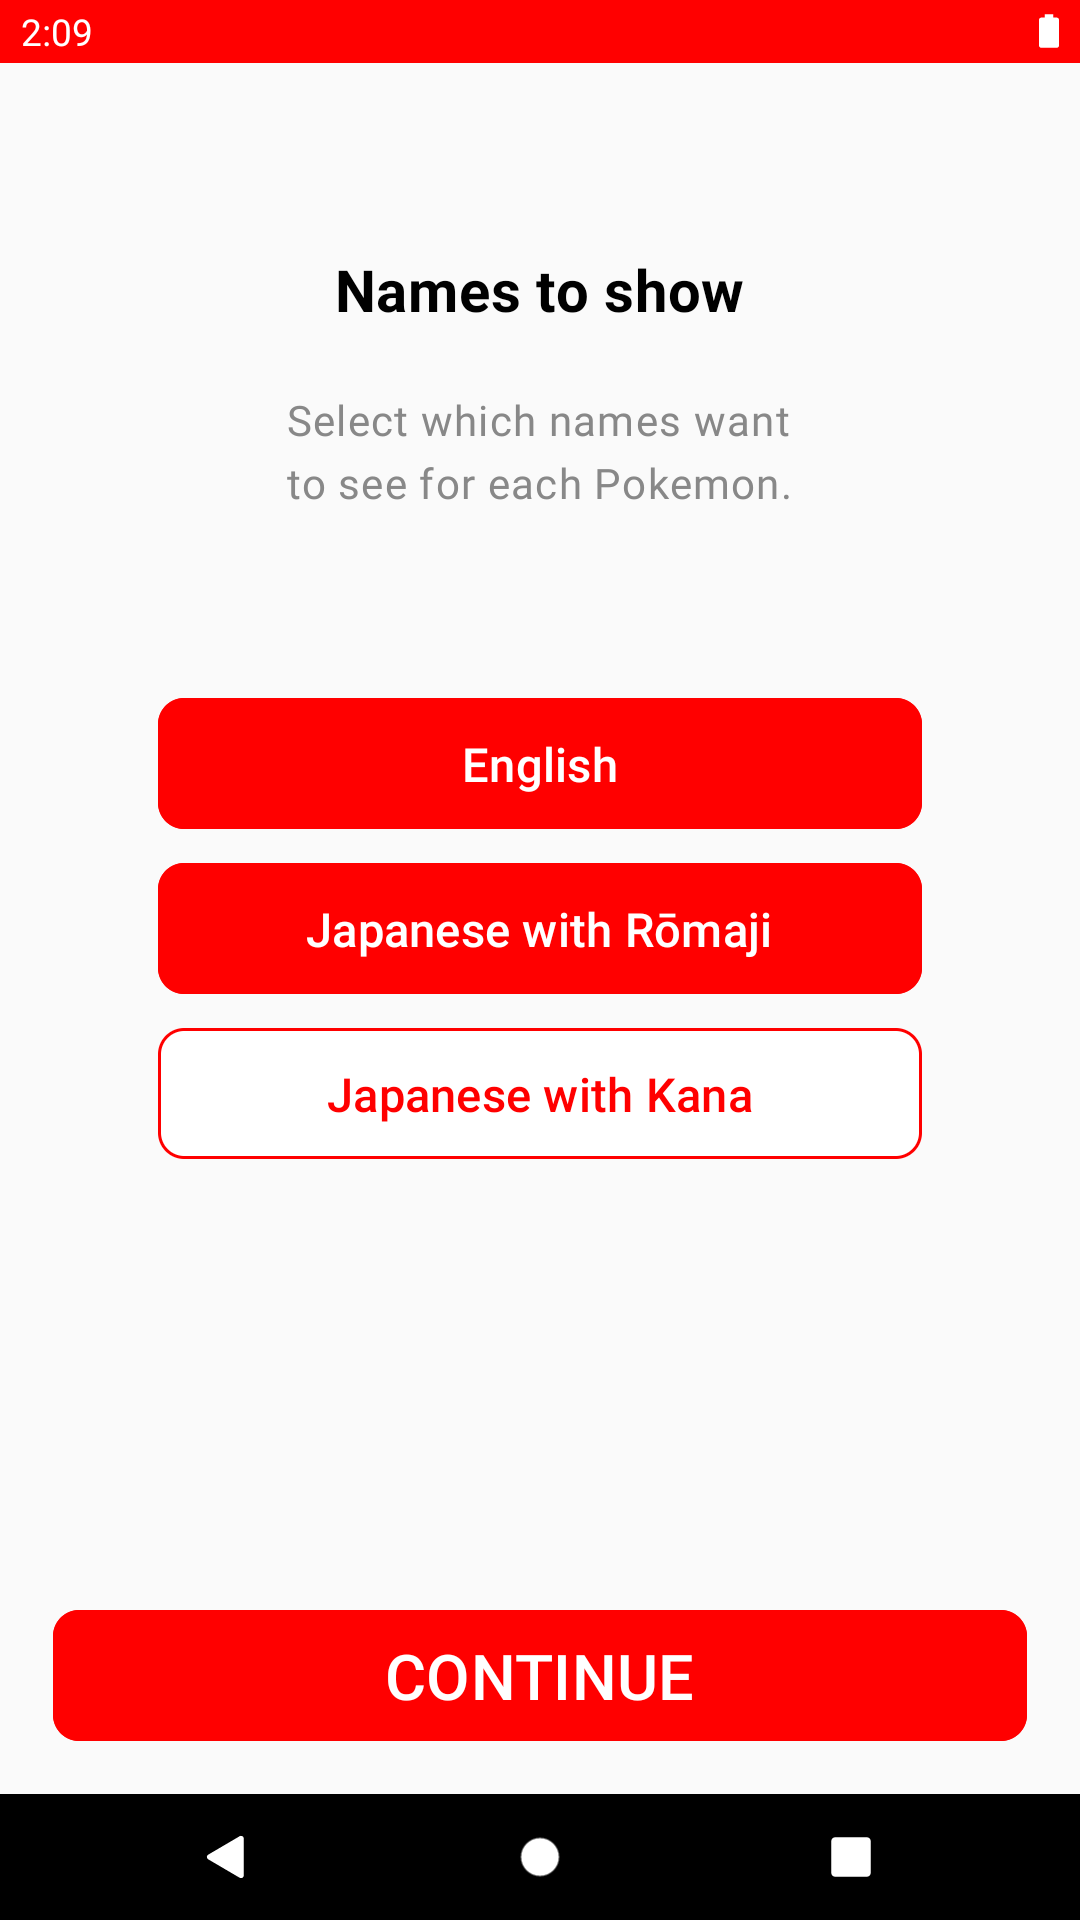 2:09
Names to show
Select which names want
to see for each Pokemon.
English
Japanese with Rōmaji
Japanese with Kana
CONTINUE